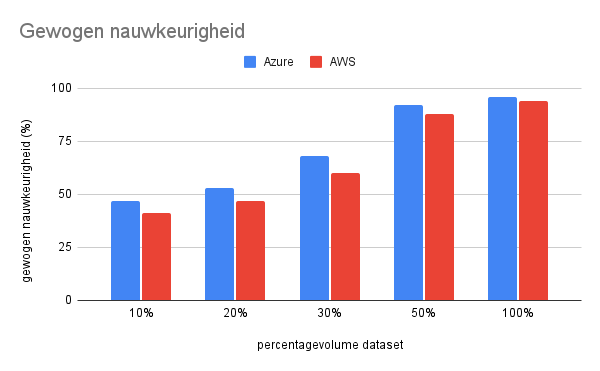 Gewogen nauwkeurigheid
Azure AWS
gewogen nauwkeurigheid (%)
100
75
50
25
0
10% 20% 30% 50% 100%
percentagevolume dataset